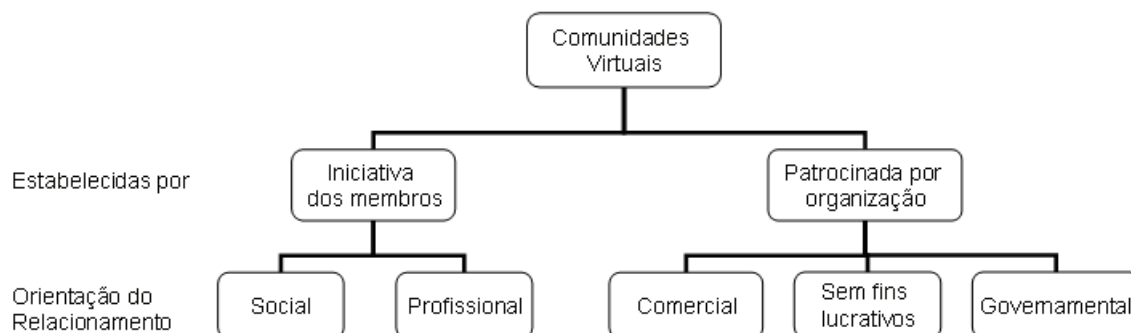 Comunidades
Virtuais
Estabelecidas por
Iniciativa
dos membros
Patrocinada por
organização
Orientação do
Relacionamento
Social
Profissional
Comercial
Sem fins
lucrativos
Governamental